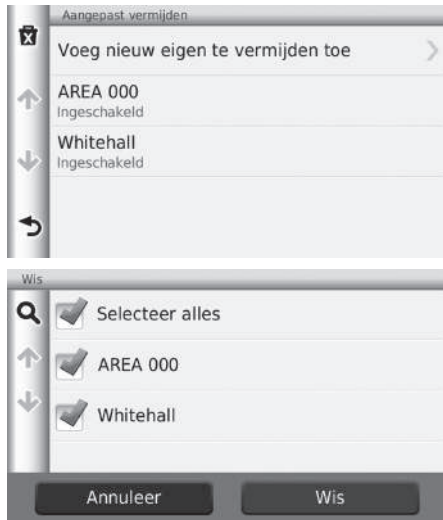 Aangepast vermijden
Voeg nieuw eigen te vermijden toe
AREA 000
Ingeschakeld
Whitehall
Ingeschakeld
Wis
Selecteer alles
AREA 000
Whitehall
Annuleer
Wis